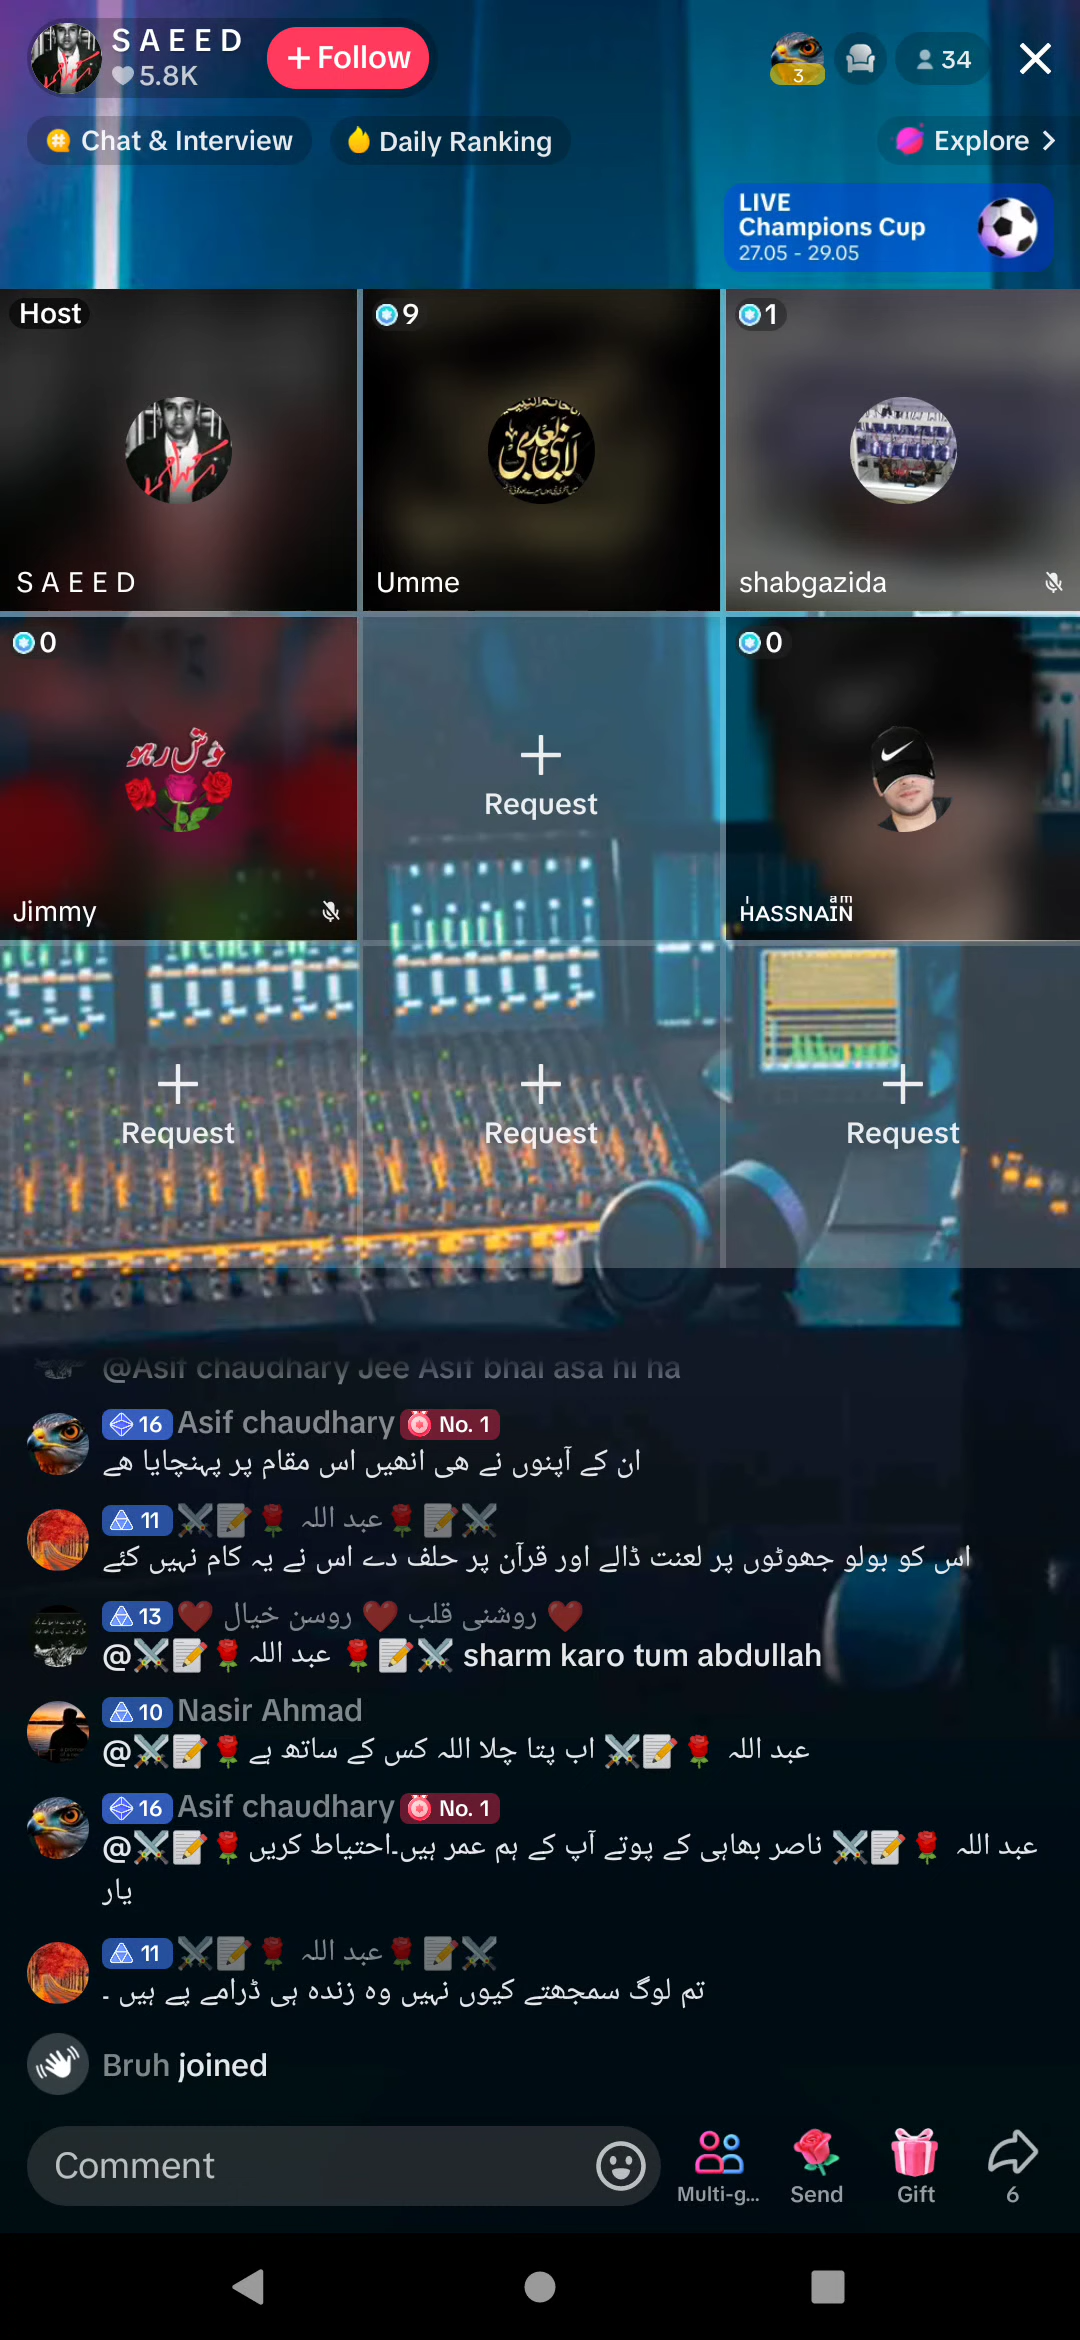 S A E E D
5.8K
+ Follow
3
34
Chat & Interview
Daily Ranking
Explore >
LIVE
Champions Cup
27.05 - 29.05
Host
9
1
لا نبی بعدی
S A E E D
Umme
shabgazida
0
0
خوش رہو
Request
Jimmy
HASSNAIN
Request
Request
Request
@Asif chaudhary Jee Asif bhai asa hi ha
16 Asif chaudhary No. 1
ان کے آپنوں نے ھی انھیں اس مقام پر پہنچایا ھے
11 ⚔️📝🌹 عبد اللہ🌹📝⚔️
اس کو بولو جھوٹوں پر لعنت ڈالے اور قرآن پر حلف دے اس نے یہ کام نہیں کئے
13 ❤️ روشنی قلب ❤️ روسن خیال ❤️
@⚔️📝🌹عبد اللہ 🌹📝⚔️ sharm karo tum abdullah
10 Nasir Ahmad
@⚔️📝🌹عبد اللہ 🌹📝⚔️ اب پتا چلا اللہ کس کے ساتھ ہے
16 Asif chaudhary No. 1
@⚔️📝🌹عبد اللہ 🌹📝⚔️ ناصر بھاہی کے پوتے آپ کے ہم عمر ہیں۔احتیاط کریں
یار
11 ⚔️📝🌹 عبد اللہ🌹📝⚔️
تم لوگ سمجھتے کیوں نہیں وہ زندہ ہی ڈرامے پے ہیں ۔
Bruh joined
Comment
Multi-g...
Send
Gift
6